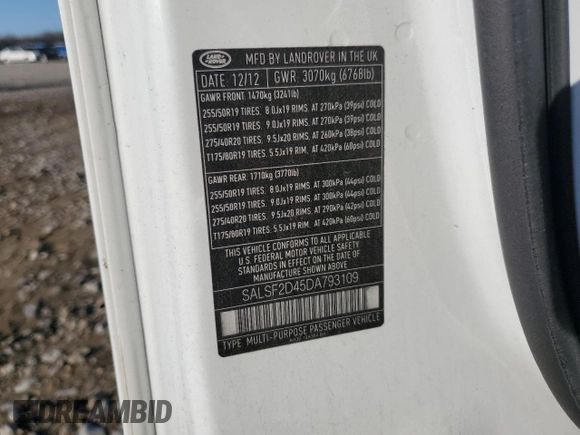 LAND ROVER
MFD BY LANDROVER IN THE UK
DATE 12/12 GWR. 3070kg (6768lb)
GAWR FRONT. 1470kg (3241lb)
255/50R19 TIRES. 8.0Jx19 RIMS. AT 270kPa (39psi) COLD
255/50R19 TIRES. 9.0Jx19 RIMS. AT 270kPa (39psi) COLD
275/40R20 TIRES. 9.5Jx20 RIMS. AT 260kPa (38psi) COLD
T175/80R19 TIRES. 5.5Jx19 RIM. AT 420kPa (60psi) COLD
GAWR REAR. 1710kg (3770lb)
255/50R19 TIRES. 8.0Jx19 RIMS. AT 300kPa (44psi) COLD
255/50R19 TIRES. 9.0Jx19 RIMS. AT 300kPa (44psi) COLD
275/40R20 TIRES. 9.5Jx20 RIMS. AT 290kPa (42psi) COLD
T175/80R19 TIRES. 5.5Jx19 RIM. AT 420kPa (60psi) COLD
THIS VEHICLE CONFORMS TO ALL APPLICABLE
U.S. FEDERAL MOTOR VEHICLE SAFETY
STANDARDS IN EFFECT ON THE DATE OF
MANUFACTURE SHOWN ABOVE
SALSF2D45DA793109
TYPE MULTI-PURPOSE PASSENGER VEHICLE
DREAMBID